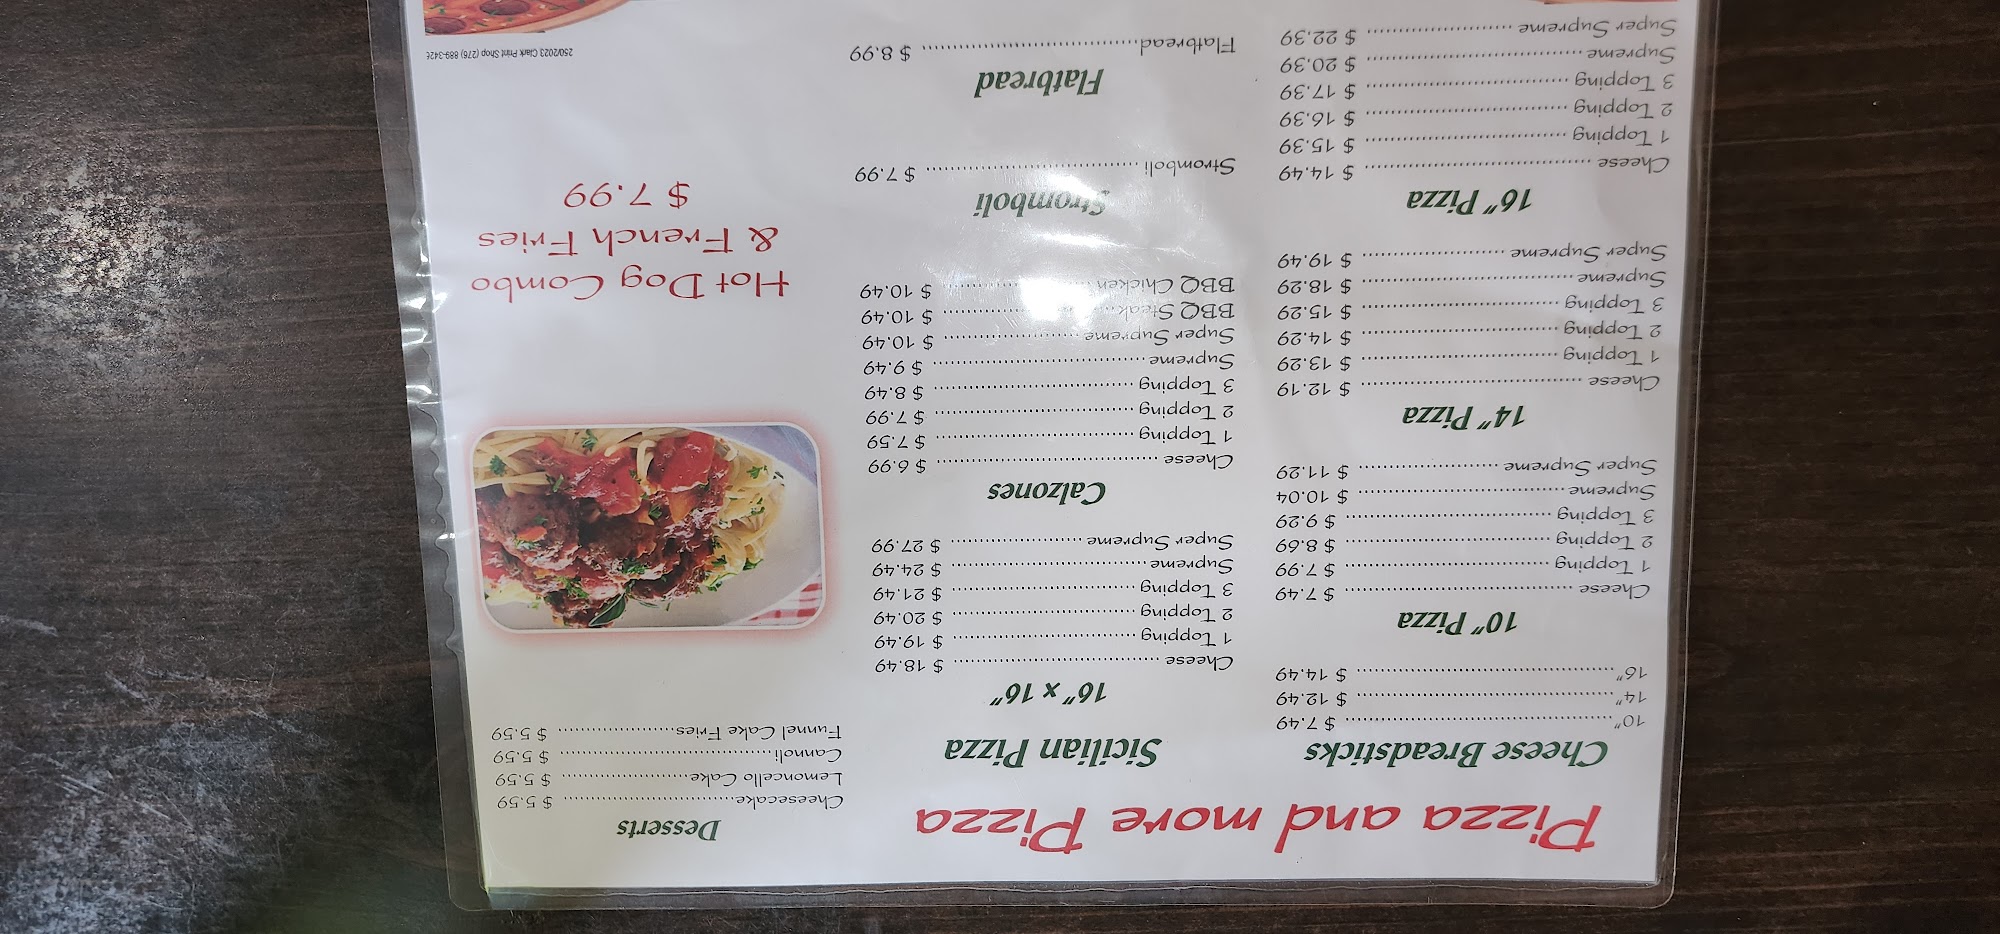 Pizza and more Pizza
Cheese Breadsticks
10" $ 7.49
14" $ 12.49
16" $ 14.49
10" Pizza
Cheese $ 7.49
1 Topping $ 7.99
2 Topping $ 8.69
3 Topping $ 9.29
Supreme $ 10.04
Super Supreme $ 11.29
14" Pizza
Cheese $ 12.19
1 Topping $ 13.29
2 Topping $ 14.29
3 Topping $ 15.29
Supreme $ 18.29
Super Supreme $ 19.49
16" Pizza
Cheese $ 14.49
1 Topping $ 15.39
2 Topping $ 16.39
3 Topping $ 17.39
Supreme $ 20.39
Super Supreme $ 22.39
Sicilian Pizza
16" x 16"
Cheese $ 18.49
1 Topping $ 19.49
2 Topping $ 20.49
3 Topping $ 21.49
Supreme $ 24.49
Super Supreme $ 27.99
Calzones
Cheese $ 6.99
1 Topping $ 7.59
2 Topping $ 7.99
3 Topping $ 8.49
Supreme $ 9.49
Super Supreme $ 10.49
BBQ Steak $ 10.49
BBQ Chicken $ 10.49
Stromboli
Stromboli $ 7.99
Flatbread
Flatbread $ 8.99
Desserts
Cheesecake $ 5.59
Lemoncello Cake $ 5.59
Cannoli $ 5.59
Funnel Cake Fries $ 5.59
Hot Dog Combo
& French Fries
$ 7.99
250/2023 Clark Print Shop (276) 889-342